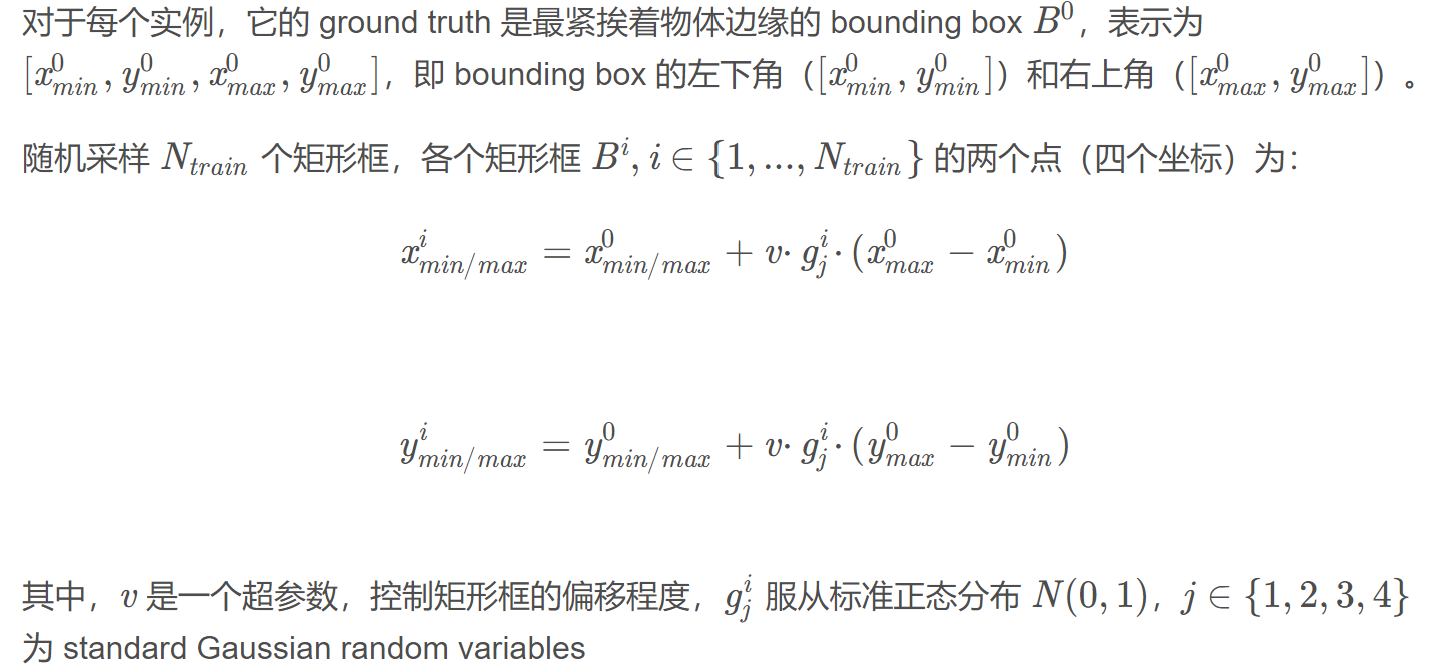 对于每个实例，它的 ground truth 是最紧挨着物体边缘的 bounding box $B^0$，表示为
$[x^0_{min}, y^0_{min}, x^0_{max}, y^0_{max}]$，即 bounding box 的左下角（$[x^0_{min}, y^0_{min}]$）和右上角（$[x^0_{max}, y^0_{max}]$）。
随机采样 $N_{train}$ 个矩形框，各个矩形框 $B^i, i \in \{1, ..., N_{train}\}$ 的两个点（四个坐标）为：
$x^i_{min/max} = x^0_{min/max} + v \cdot g^i_j \cdot (x^0_{max} - x^0_{min})$
$y^i_{min/max} = y^0_{min/max} + v \cdot g^i_j \cdot (y^0_{max} - y^0_{min})$
其中，$v$ 是一个超参数，控制矩形框的偏移程度，$g^i_j$ 服从标准正态分布 $N(0, 1)$，$j \in \{1, 2, 3, 4\}$
为 standard Gaussian random variables